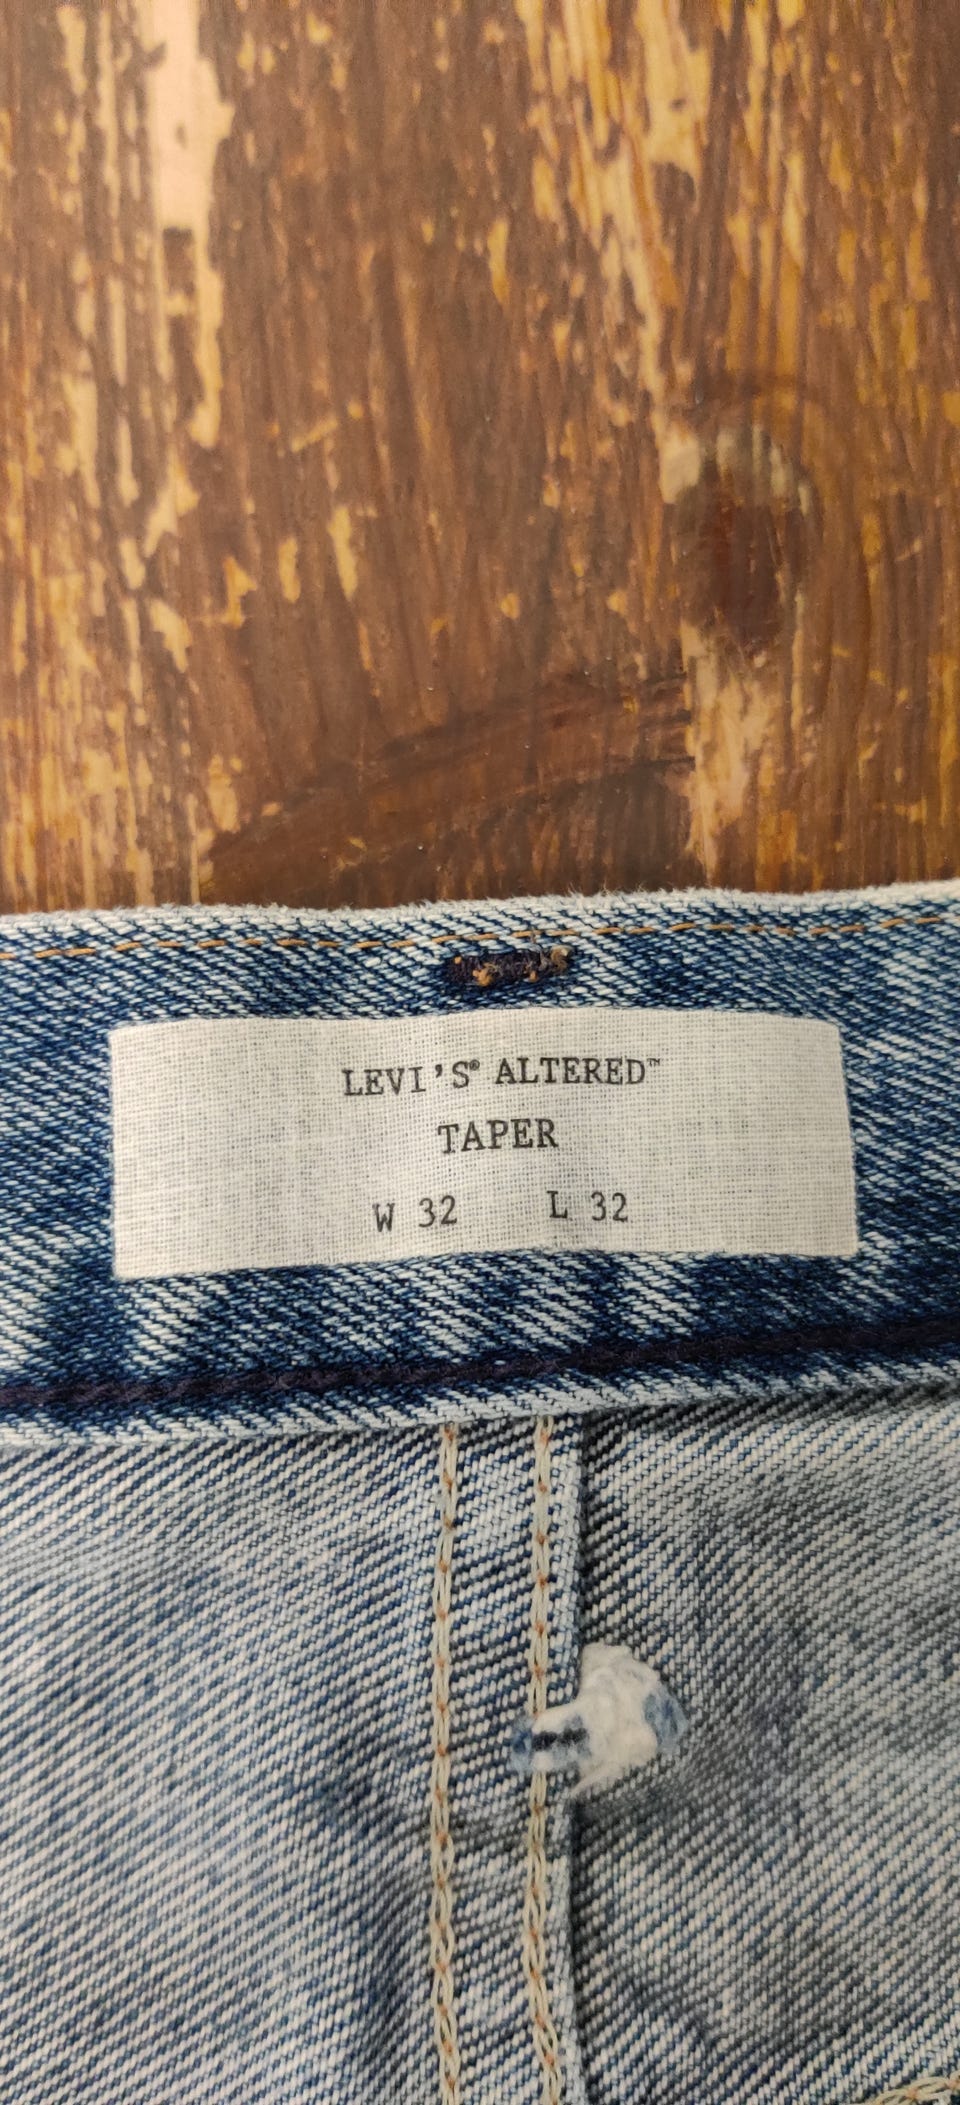 LEVI'S® ALTERED™
TAPER
W 32 L 32